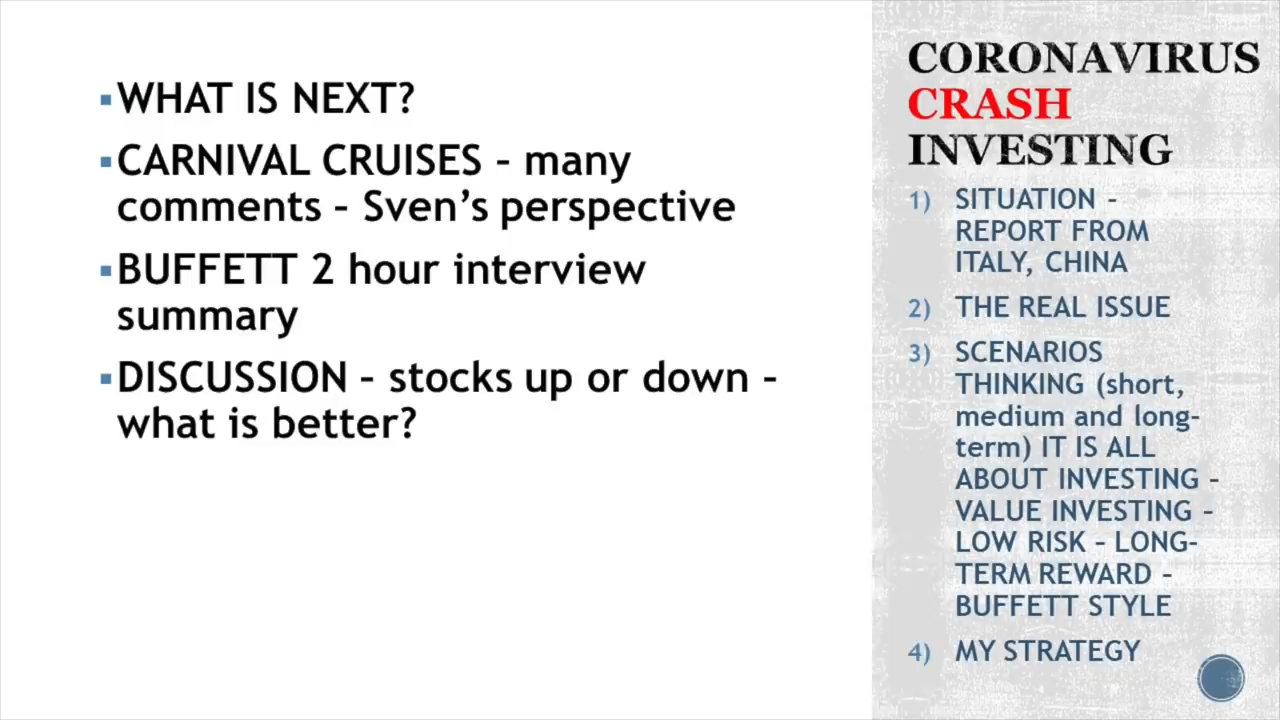 ▪WHAT IS NEXT?
▪CARNIVAL CRUISES – many
comments – Sven’s perspective
▪BUFFETT 2 hour interview
summary
▪DISCUSSION – stocks up or down –
what is better?
CORONAVIRUS
CRASH
INVESTING
1) SITUATION –
REPORT FROM
ITALY, CHINA
2) THE REAL ISSUE
3) SCENARIOS
THINKING (short,
medium and long-
term) IT IS ALL
ABOUT INVESTING –
VALUE INVESTING –
LOW RISK – LONG-
TERM REWARD –
BUFFETT STYLE
4) MY STRATEGY